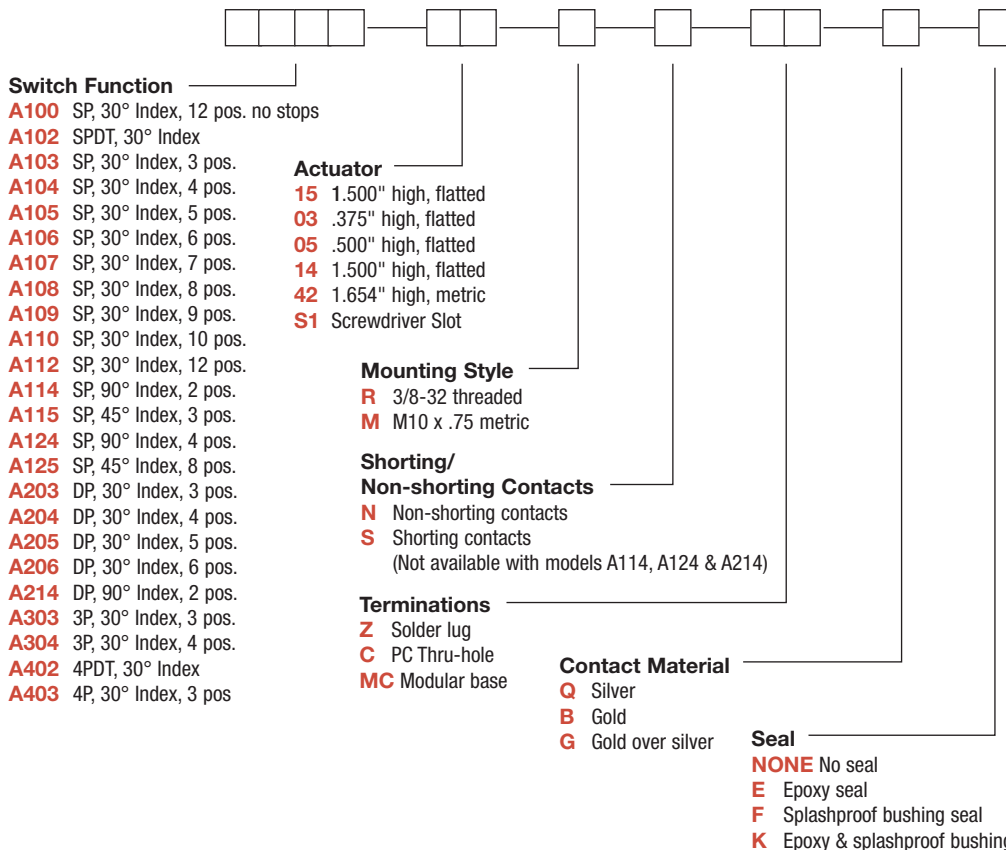 Switch Function
A100 SP, 30° Index, 12 pos. no stops
A102 SPDT, 30° Index
A103 SP, 30° Index, 3 pos.
A104 SP, 30° Index, 4 pos.
A105 SP, 30° Index, 5 pos.
A106 SP, 30° Index, 6 pos.
A107 SP, 30° Index, 7 pos.
A108 SP, 30° Index, 8 pos.
A109 SP, 30° Index, 9 pos.
A110 SP, 30° Index, 10 pos.
A112 SP, 30° Index, 12 pos.
A114 SP, 90° Index, 2 pos.
A115 SP, 45° Index, 3 pos.
A124 SP, 90° Index, 4 pos.
A125 SP, 45° Index, 8 pos.
A203 DP, 30° Index, 3 pos.
A204 DP, 30° Index, 4 pos.
A205 DP, 30° Index, 5 pos.
A206 DP, 30° Index, 6 pos.
A214 DP, 90° Index, 2 pos.
A303 3P, 30° Index, 3 pos.
A304 3P, 30° Index, 4 pos.
A402 4PDT, 30° Index
A403 4P, 30° Index, 3 pos
Actuator
15 1.500" high, flatted
03 .375" high, flatted
05 .500" high, flatted
14 1.500" high, flatted
42 1.654" high, metric
S1 Screwdriver Slot
Mounting Style
R 3/8-32 threaded
M M10 x .75 metric
Shorting/
Non-shorting Contacts
N Non-shorting contacts
S Shorting contacts
(Not available with models A114, A124 & A214)
Terminations
Z Solder lug
C PC Thru-hole
MC Modular base
Contact Material
Q Silver
B Gold
G Gold over silver
Seal
NONE No seal
E Epoxy seal
F Splashproof bushing seal
K Epoxy & splashproof bushing